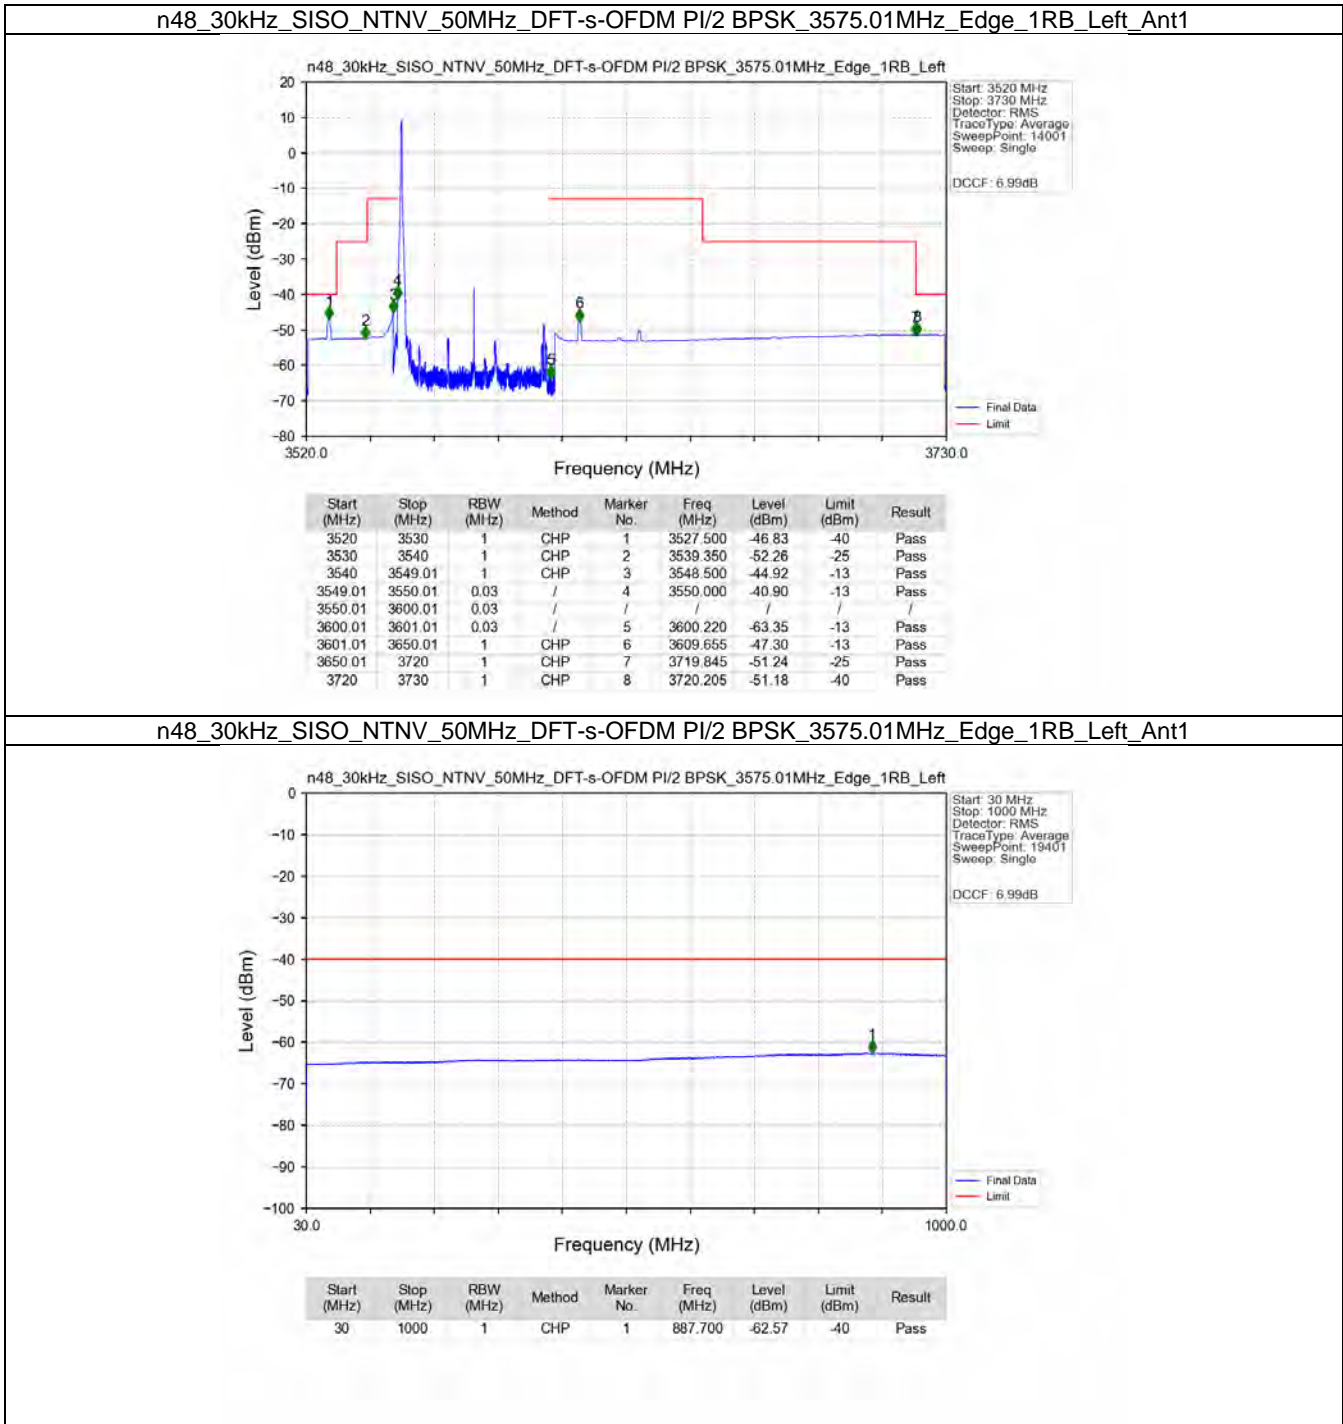 n48_30kHz_SISO_NTNV_50MHz_DFT-s-OFDM PI/2 BPSK_3575.01MHz_Edge_1RB_Left_Ant1
n48_30kHz_SISO_NTNV_50MHz_DFT-s-OFDM PI/2 BPSK_3575.01MHz_Edge_1RB_Left
Start: 3520 MHz
Stop: 3730 MHz
Detector: RMS
TraceType: Average
SweepPoint: 14001
Sweep: Single
DCCF: 6.99dB
20
10
0
−10
−20
−30
−40
−50
−60
−70
−80
Level (dBm)
1
2
3
4
5
6
7
8
Final Data
Limit
3520.0
3730.0
Frequency (MHz)
Start (MHz) Stop (MHz) RBW (MHz) Method Marker No. Freq (MHz) Level (dBm) Limit (dBm) Result
3520 3530 1 CHP 1 3527.500 -46.83 -40 Pass
3530 3540 1 CHP 2 3539.350 -52.26 -25 Pass
3540 3549.01 1 CHP 3 3548.500 -44.92 -13 Pass
3549.01 3550.01 0.03 / 4 3550.000 -40.90 -13 Pass
3550.01 3600.01 0.03 / / / / / /
3600.01 3601.01 0.03 / 5 3600.220 -63.35 -13 Pass
3601.01 3650.01 1 CHP 6 3609.655 -47.30 -13 Pass
3650.01 3720 1 CHP 7 3719.845 -51.24 -25 Pass
3720 3730 1 CHP 8 3720.205 -51.18 -40 Pass
n48_30kHz_SISO_NTNV_50MHz_DFT-s-OFDM PI/2 BPSK_3575.01MHz_Edge_1RB_Left_Ant1
n48_30kHz_SISO_NTNV_50MHz_DFT-s-OFDM PI/2 BPSK_3575.01MHz_Edge_1RB_Left
Start: 30 MHz
Stop: 1000 MHz
Detector: RMS
TraceType: Average
SweepPoint: 19401
Sweep: Single
DCCF: 6.99dB
0
−10
−20
−30
−40
−50
−60
−70
−80
−90
−100
Level (dBm)
1
Final Data
Limit
30.0
1000.0
Frequency (MHz)
Start (MHz) Stop (MHz) RBW (MHz) Method Marker No. Freq (MHz) Level (dBm) Limit (dBm) Result
30 1000 1 CHP 1 887.700 -62.57 -40 Pass